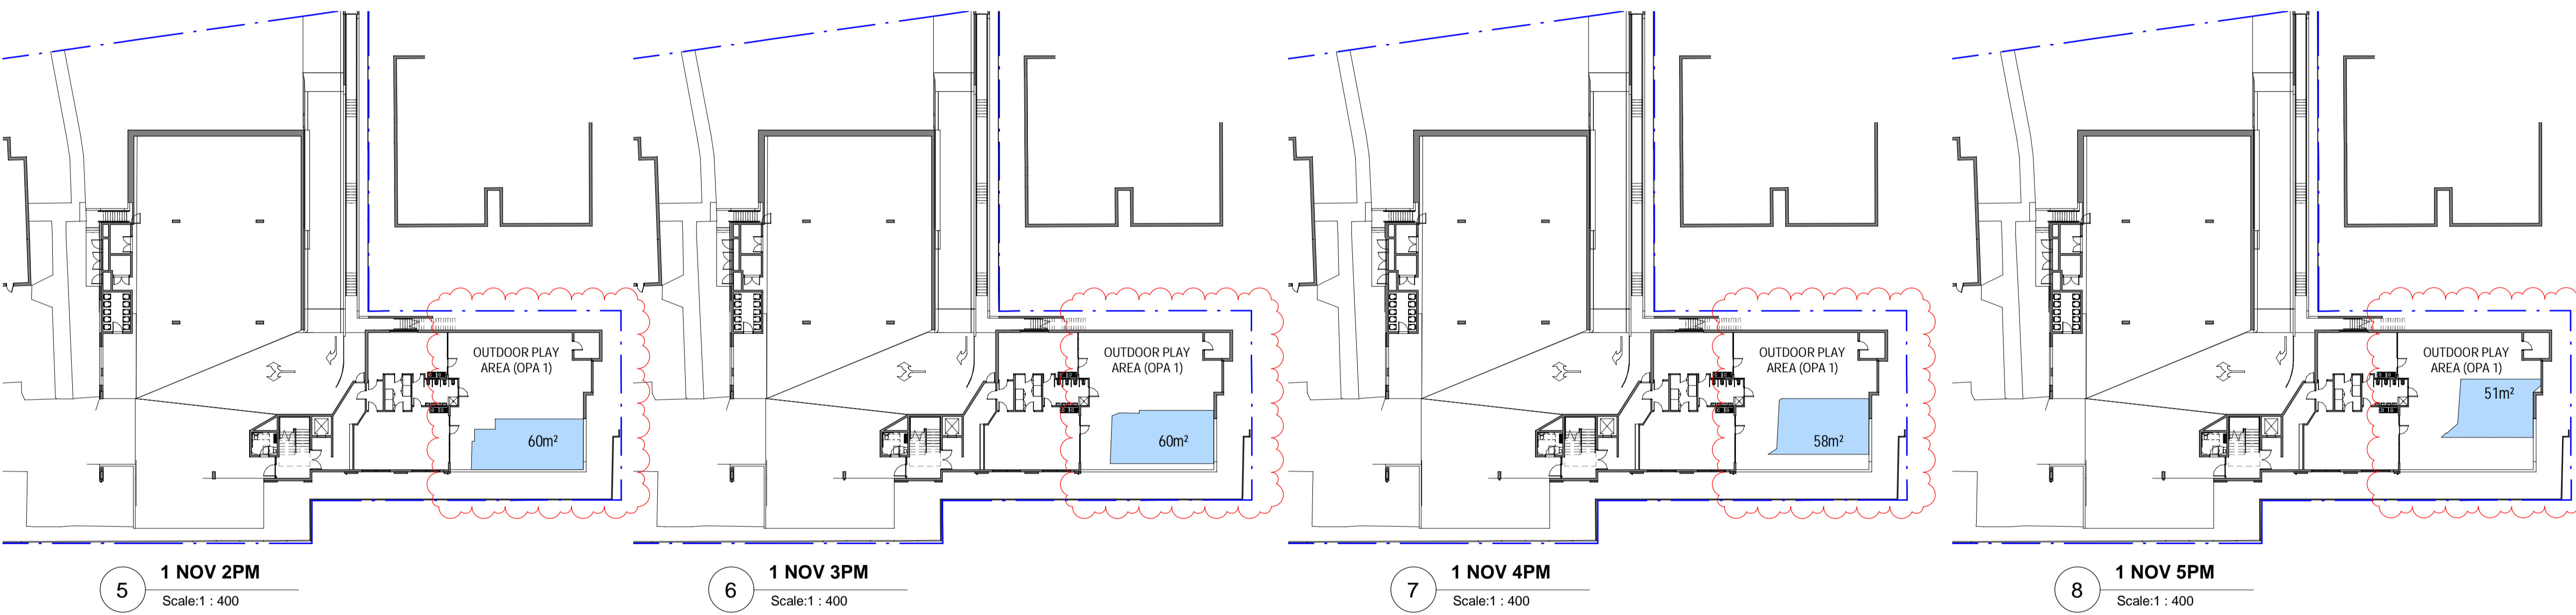 OUTDOOR PLAY
AREA (OPA 1)
60m²
5
1 NOV 2PM
Scale:1 : 400
OUTDOOR PLAY
AREA (OPA 1)
60m²
6
1 NOV 3PM
Scale:1 : 400
OUTDOOR PLAY
AREA (OPA 1)
58m²
7
1 NOV 4PM
Scale:1 : 400
OUTDOOR PLAY
AREA (OPA 1)
51m²
8
1 NOV 5PM
Scale:1 : 400